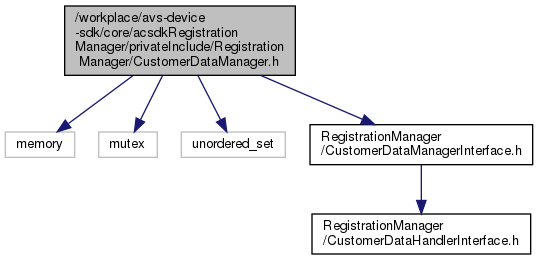 /workplace/avs-device
-sdk/core/acsdkRegistration
Manager/privateInclude/Registration
Manager/CustomerDataManager.h
memory
mutex
unordered_set
RegistrationManager
/CustomerDataManagerInterface.h
RegistrationManager
/CustomerDataHandlerInterface.h